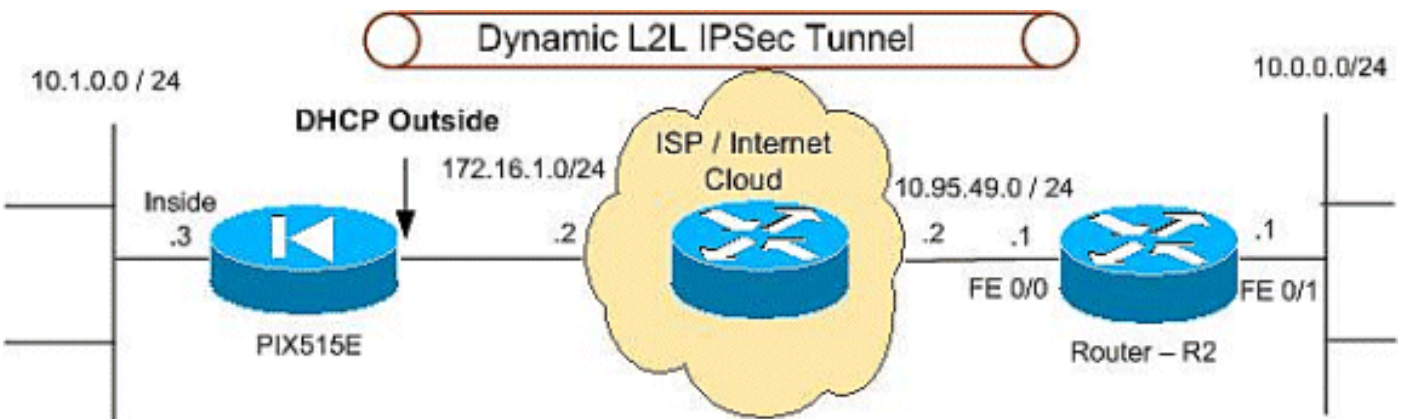 Dynamic L2L IPSec Tunnel
10.1.0.0 / 24
10.0.0.0/24
DHCP Outside
172.16.1.0/24
ISP / Internet
Cloud
10.95.49.0 / 24
Inside
.3
.2
.2
.1
.1
FE 0/0
FE 0/1
PIX515E
Router – R2